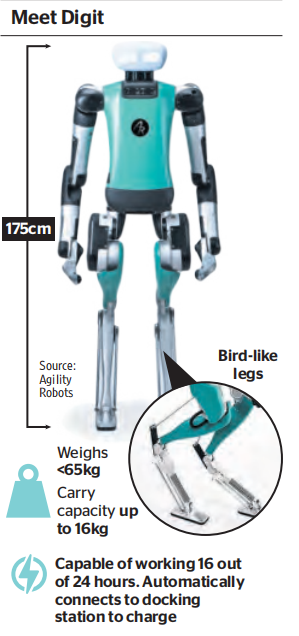 Meet Digit
175cm
Source:
Agility
Robots
Bird-like
legs
Weighs
<65kg
Carry
capacity up
to 16kg
Capable of working 16 out
of 24 hours. Automatically
connects to docking
station to charge